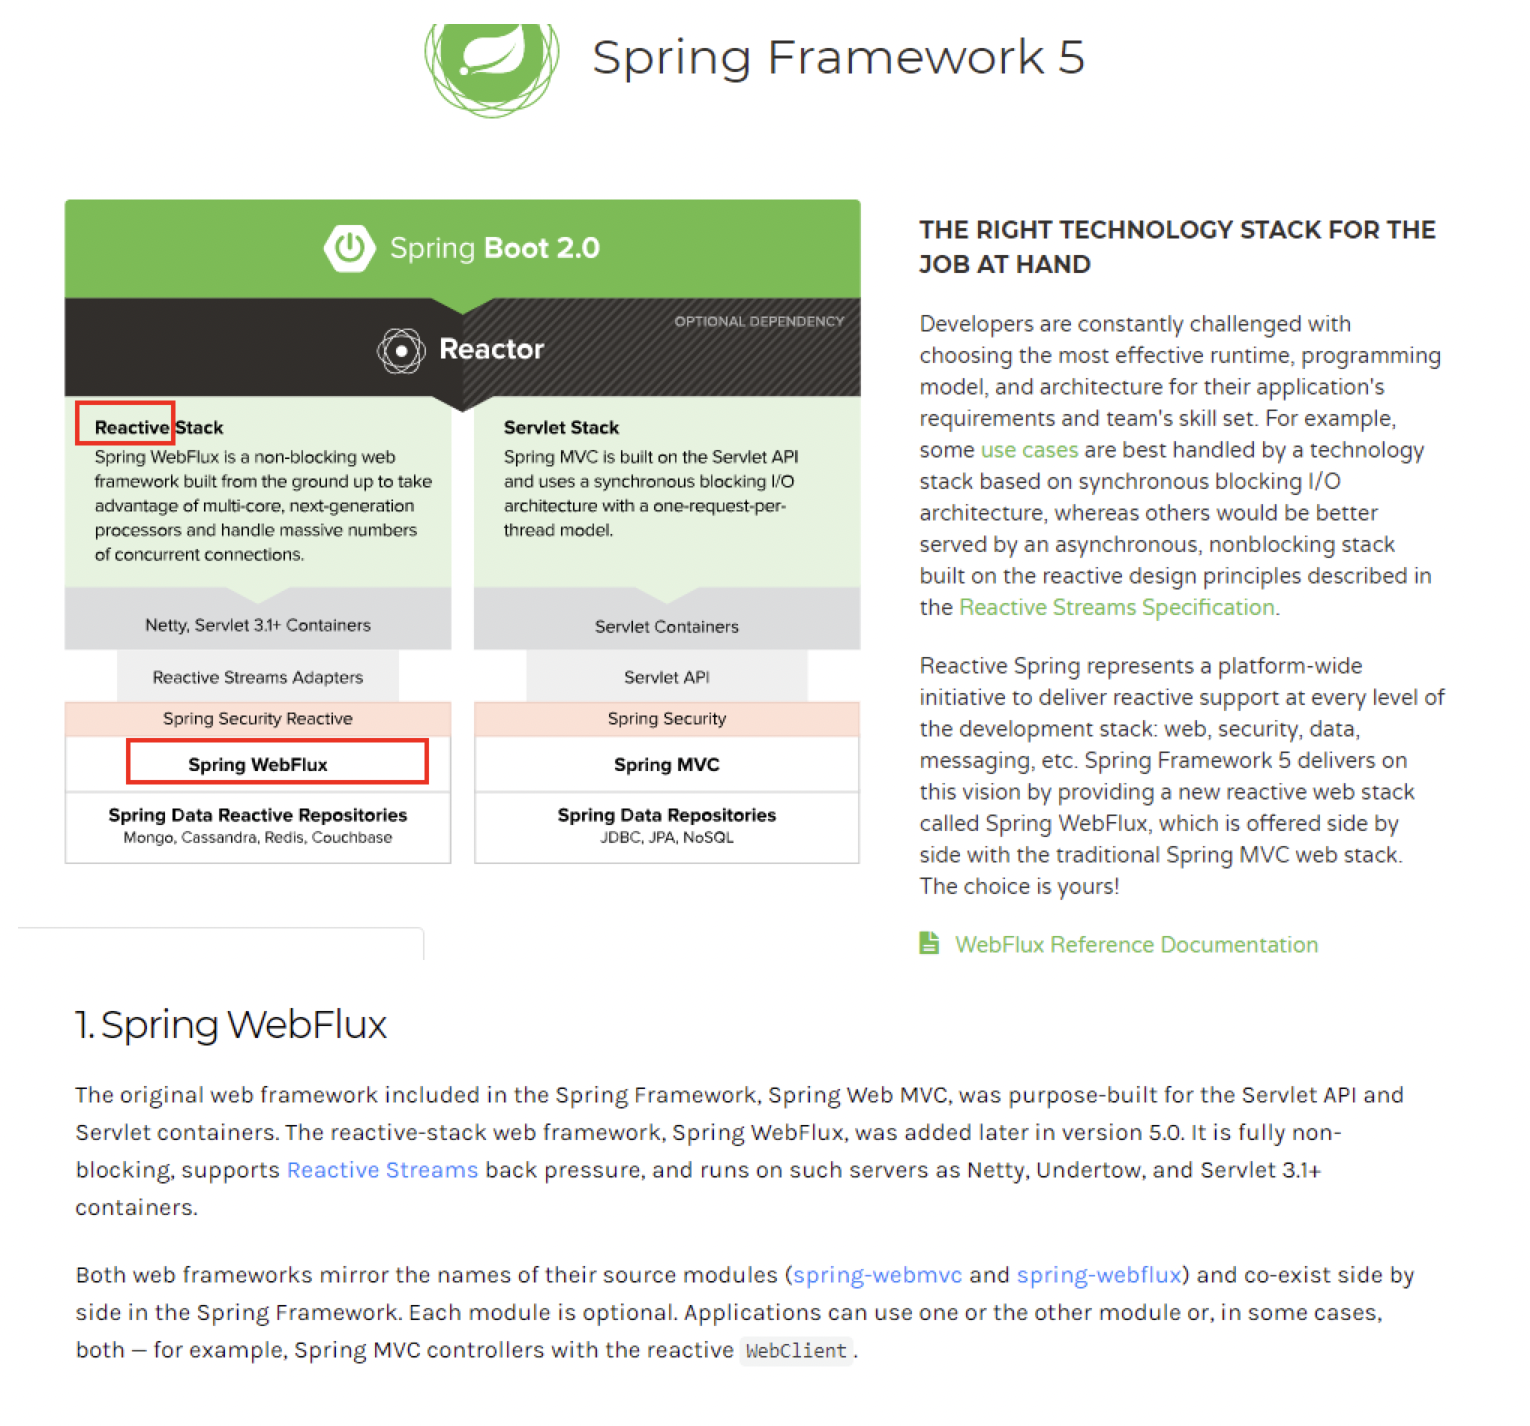 Spring Framework 5
Spring Boot 2.0
OPTIONAL DEPENDENCY
Reactor
Reactive Stack
Spring WebFlux is a non-blocking web
framework built from the ground up to take
advantage of multi-core, next-generation
processors and handle massive numbers
of concurrent connections.
Netty, Servlet 3.1+ Containers
Reactive Streams Adapters
Spring Security Reactive
Spring WebFlux
Spring Data Reactive Repositories
Mongo, Cassandra, Redis, Couchbase
Servlet Stack
Spring MVC is built on the Servlet API
and uses a synchronous blocking I/O
architecture with a one-request-per-
thread model.
Servlet Containers
Servlet API
Spring Security
Spring MVC
Spring Data Repositories
JDBC, JPA, NoSQL
THE RIGHT TECHNOLOGY STACK FOR THE
JOB AT HAND
Developers are constantly challenged with
choosing the most effective runtime, programming
model, and architecture for their application's
requirements and team's skill set. For example,
some use cases are best handled by a technology
stack based on synchronous blocking I/O
architecture, whereas others would be better
served by an asynchronous, nonblocking stack
built on the reactive design principles described in
the Reactive Streams Specification.
Reactive Spring represents a platform-wide
initiative to deliver reactive support at every level of
the development stack: web, security, data,
messaging, etc. Spring Framework 5 delivers on
this vision by providing a new reactive web stack
called Spring WebFlux, which is offered side by
side with the traditional Spring MVC web stack.
The choice is yours!
WebFlux Reference Documentation
1. Spring WebFlux
The original web framework included in the Spring Framework, Spring Web MVC, was purpose-built for the Servlet API and
Servlet containers. The reactive-stack web framework, Spring WebFlux, was added later in version 5.0. It is fully non-
blocking, supports Reactive Streams back pressure, and runs on such servers as Netty, Undertow, and Servlet 3.1+
containers.
Both web frameworks mirror the names of their source modules (spring-webmvc and spring-webflux) and co-exist side by
side in the Spring Framework. Each module is optional. Applications can use one or the other module or, in some cases,
both — for example, Spring MVC controllers with the reactive WebClient.